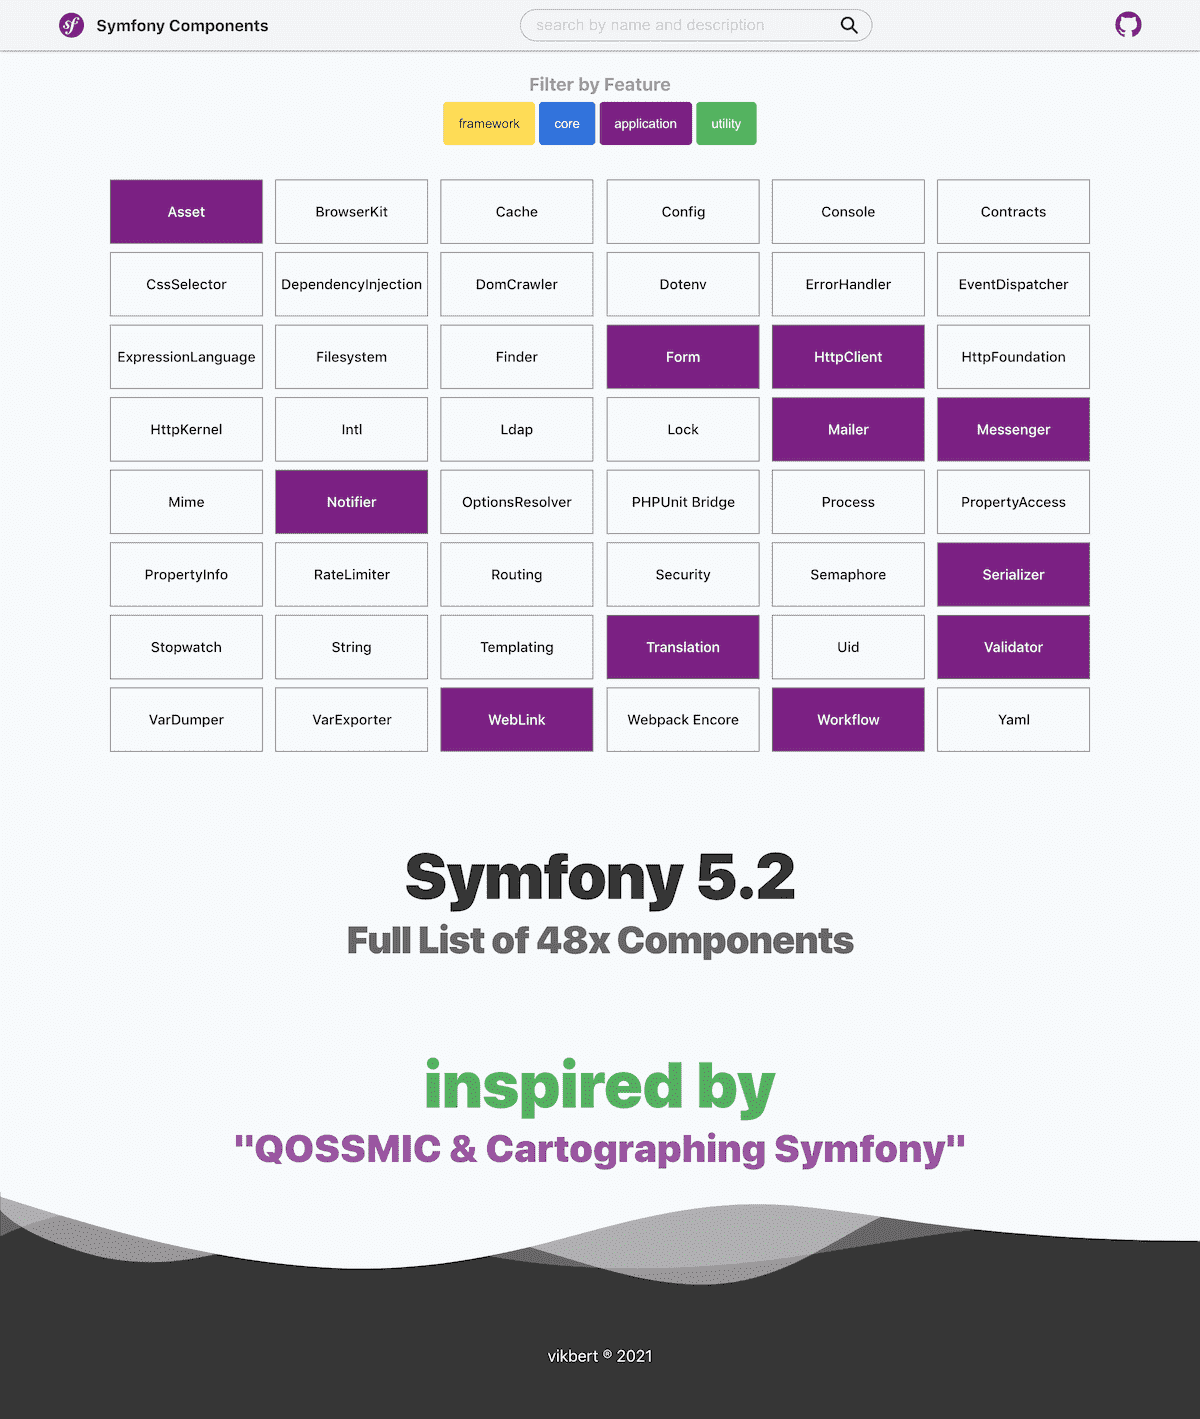 sf Symfony Components search by name and description
Filter by Feature
framework core application utility
Asset BrowserKit Cache Config Console Contracts
CssSelector DependencyInjection DomCrawler Dotenv ErrorHandler EventDispatcher
ExpressionLanguage Filesystem Finder Form HttpClient HttpFoundation
HttpKernel Intl Ldap Lock Mailer Messenger
Mime Notifier OptionsResolver PHPUnit Bridge Process PropertyAccess
PropertyInfo RateLimiter Routing Security Semaphore Serializer
Stopwatch String Templating Translation Uid Validator
VarDumper VarExporter WebLink Webpack Encore Workflow Yaml
Symfony 5.2
Full List of 48x Components
inspired by
"QOSSMIC & Cartographing Symfony"
vikbert ® 2021